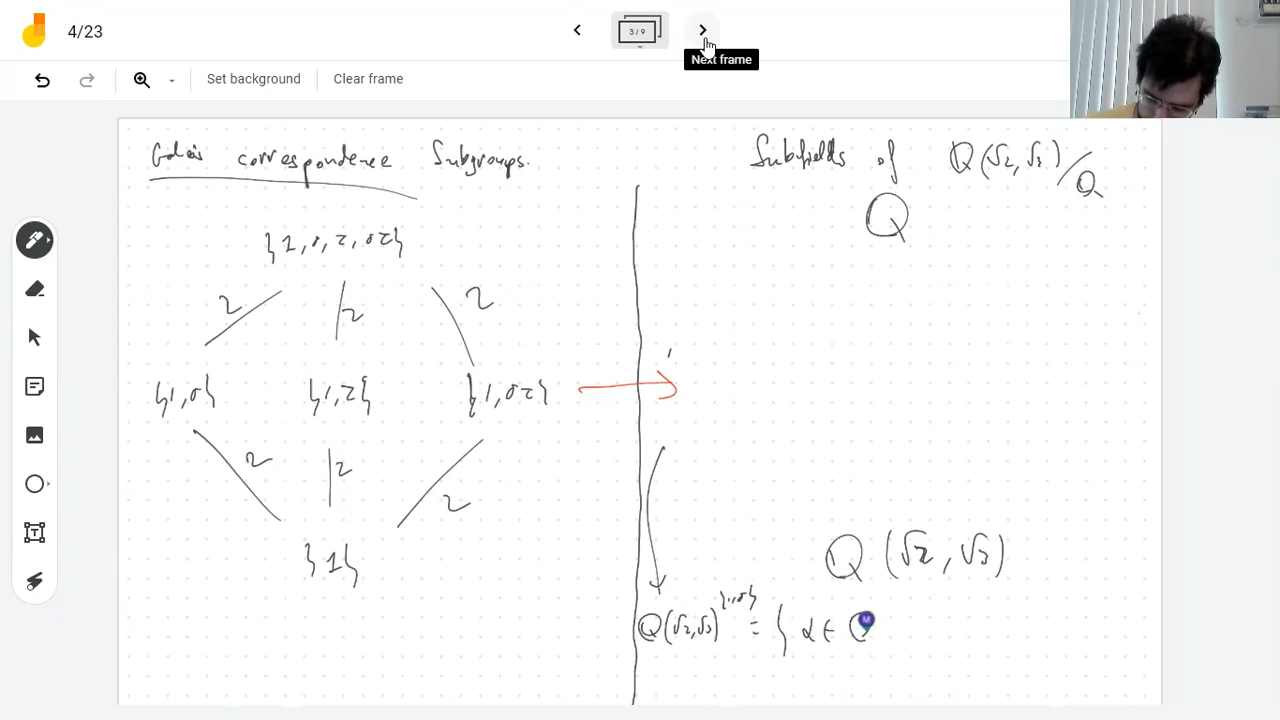 4/23
3 / 9
Next frame
Set background
Clear frame
Galois correspondence Subgroups.
Subfields of Q(√2, √3)/Q
Q
{1, σ, τ, στ}
2 2 2
{1, σ} {1, τ} {1, στ}
2 2 2
{1}
Q (√2, √3)
Q(√2, √3)^{1, σ} = { α ∈
M